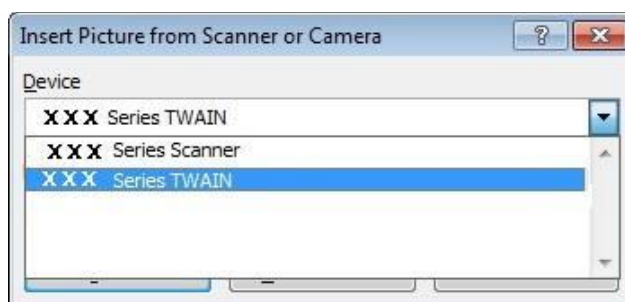 Insert Picture from Scanner or Camera
Device
XXX Series TWAIN
XXX Series Scanner
XXX Series TWAIN